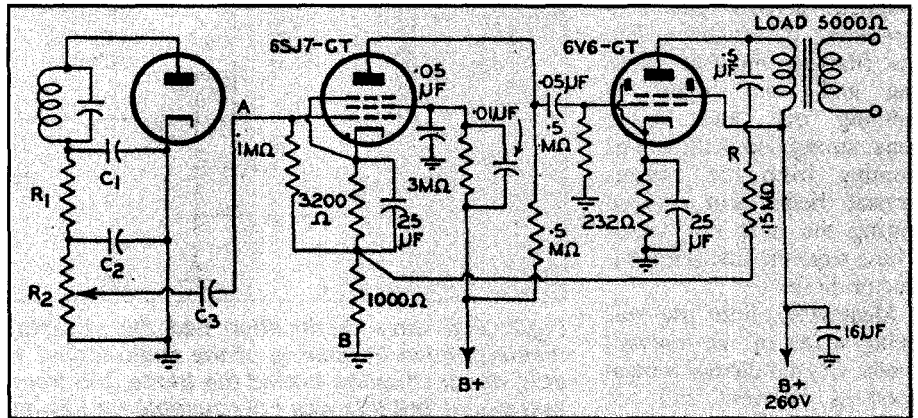 LOAD 5000Ω
6SJ7-GT
6V6-GT
.05
µF
.5
µF
A
.01µF
.05µF
.5
MΩ
R
.1MΩ
C1
R1
3200
Ω
25
µF
3MΩ
.5
MΩ
232Ω
25
µF
.15MΩ
C2
R2
C3
1000Ω
B
16µF
B+
B+
260V